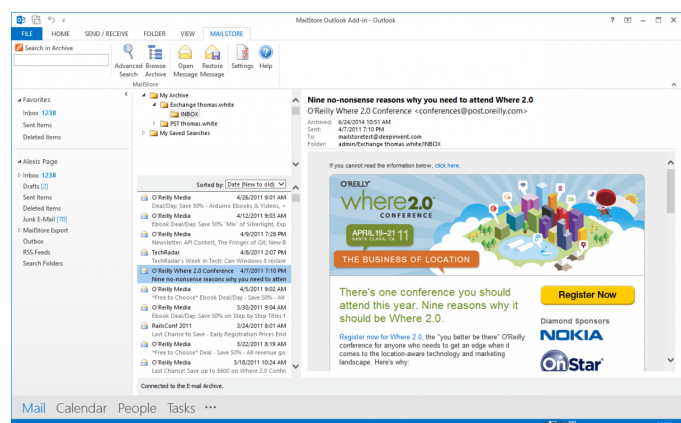 MailStore Outlook Add-in - Outlook
FILE HOME SEND / RECEIVE FOLDER VIEW MAILSTORE
Search in Archive
Advanced Search
Browse Archive
Open Message
Restore Message
Settings
Help
MailStore
Favorites
Inbox 1238
Sent Items
Deleted Items
Alexis Page
Inbox 1238
Drafts [2]
Sent Items
Deleted Items
Junk E-Mail [70]
MailStore Export
Outbox
RSS Feeds
Search Folders
My Archive
Exchange thomas.white
INBOX
PST thomas.white
My Saved Searches
Sorted by: Date (New to old)
O'Reilly Media 4/26/2011 9:01 AM
Deal/Day: Save 50% - Arduino Ebooks & Videos, +
O'Reilly Media 4/12/2011 9:03 AM
Ebook Deal/Day: Save 50% "Mix" of Silverlight, Exp
O'Reilly Media 4/9/2011 7:28 PM
Newsletter: API Contest, The Fringes of Git, New B
TechRadar 4/8/2011 2:07 PM
TechRadar's Week in Tech: Can Windows 8 reclaim
O'Reilly Where 2.0 Conference 4/7/2011 7:10 PM
Nine no-nonsense reasons why you need to attend
O'Reilly Media 4/5/2011 9:02 AM
*Free to Choose* Ebook Deal/Day - Save 50% - All
O'Reilly Media 3/30/2011 9:04 AM
Ebook Deal/Day: Save 50% on Step by Step Titles f
RailsConf 2011 3/24/2011 8:01 AM
Last Chance to Save - Early Registration Prices End
O'Reilly Media 3/22/2011 8:19 AM
*Free to Choose* Deal - Save 50% - All revenue go
O'Reilly Media 3/18/2011 10:24 AM
Last Chance! Save up to $600 on Where 2.0 Confer
Connected to the E-mail Archive.
Nine no-nonsense reasons why you need to attend Where 2.0
O'Reilly Where 2.0 Conference <conferences@post.oreilly.com>
Archived: 6/24/2014 10:51 AM
Sent: 4/7/2011 7:10 PM
To: mailstoretest@deepinvent.com
Folder: admin/Exchange thomas.white/INBOX
If you cannot read the information below, click here.
O'REILLY
where2.0
CONFERENCE
APRIL 19–21 11
SANTA CLARA, CA
THE BUSINESS OF LOCATION
There's one conference you should
attend this year. Nine reasons why it
should be Where 2.0.
Register now for Where 2.0, the "you better be there" O'Reilly
conference for anyone who needs to get an edge when it
comes to the location-aware technology and marketing
landscape. Here's why:
Register Now
Diamond Sponsors
NOKIA
OnStar
Mail Calendar People Tasks •••